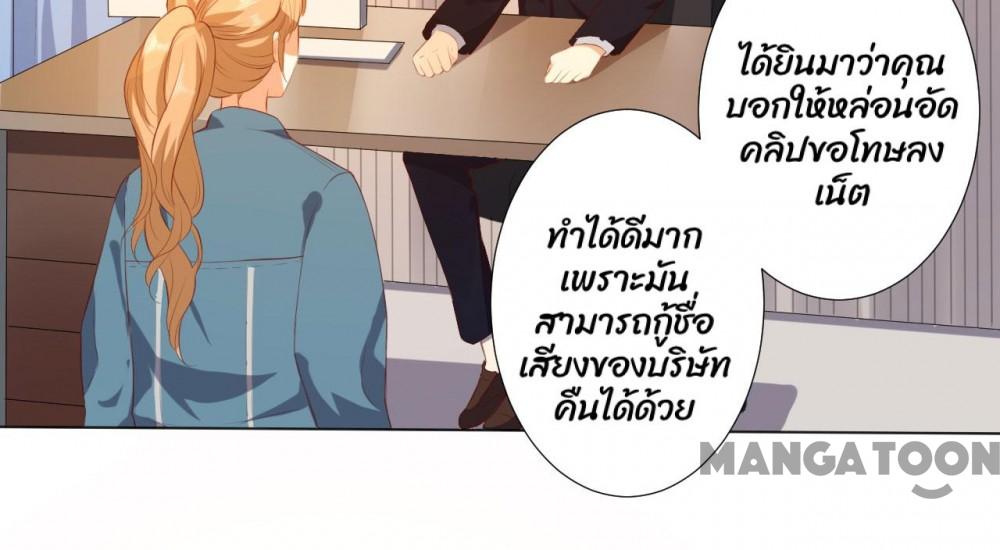 ได้ยินมาว่าคุณ
บอกให้หล่อนอัด
คลิปขอโทษลง
เน็ต
ทำได้ดีมาก
เพราะมัน
สามารถกู้ชื่อ
เสียงของบริษัท
คืนได้ด้วย
MANGATOON